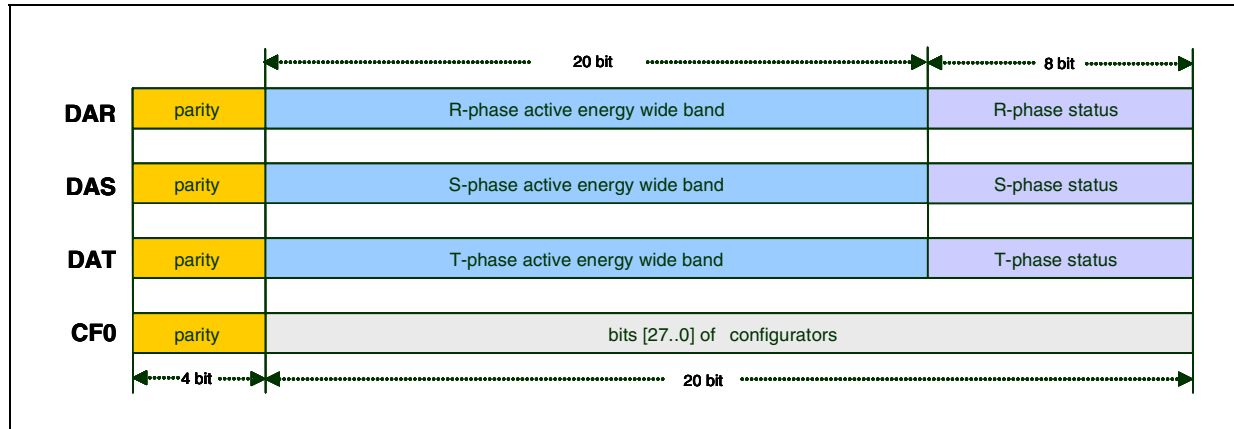 20 bit 8 bit
DAR parity R-phase active energy wide band R-phase status
DAS parity S-phase active energy wide band S-phase status
DAT parity T-phase active energy wide band T-phase status
CF0 parity bits [27..0] of configurators
4 bit 20 bit